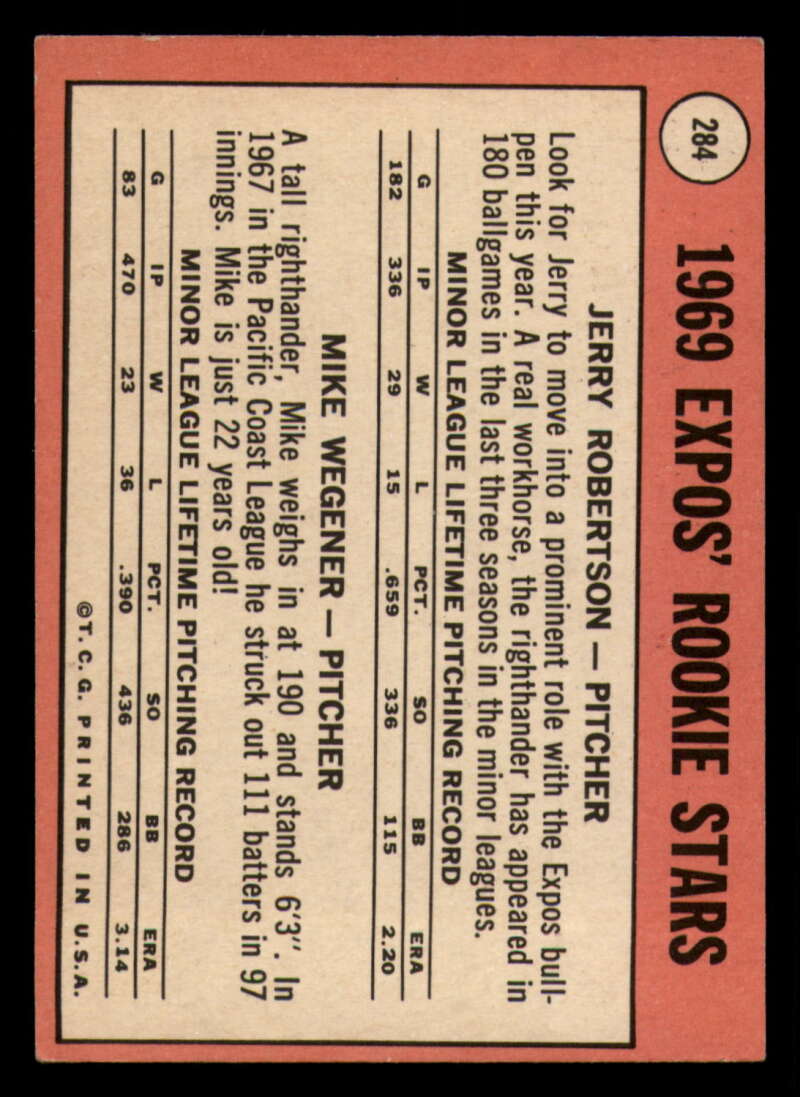 284
1969 EXPOS' ROOKIE STARS
JERRY ROBERTSON — PITCHER
Look for Jerry to move into a prominent role with the Expos bull-
pen this year. A real workhorse, the righthander has appeared in
180 ballgames in the last three seasons in the minor leagues.
MINOR LEAGUE LIFETIME PITCHING RECORD
G IP W L PCT. SO BB ERA
182 336 29 15 .659 336 115 2.20
MIKE WEGENER — PITCHER
A tall righthander, Mike weighs in at 190 and stands 6'3". In
1967 in the Pacific Coast League he struck out 111 batters in 97
innings. Mike is just 22 years old!
MINOR LEAGUE LIFETIME PITCHING RECORD
G IP W L PCT. SO BB ERA
83 470 23 36 .390 436 286 3.14
©T.C.G. PRINTED IN U.S.A.